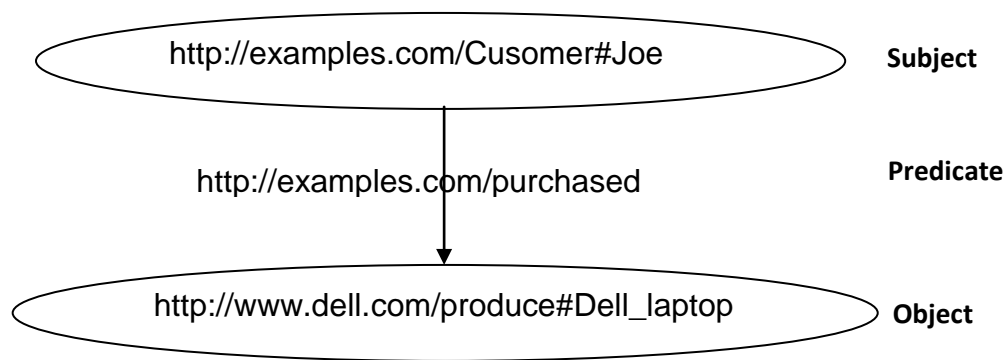 http://examples.com/Cusomer#Joe
Subject
http://examples.com/purchased
Predicate
http://www.dell.com/produce#Dell_laptop
Object